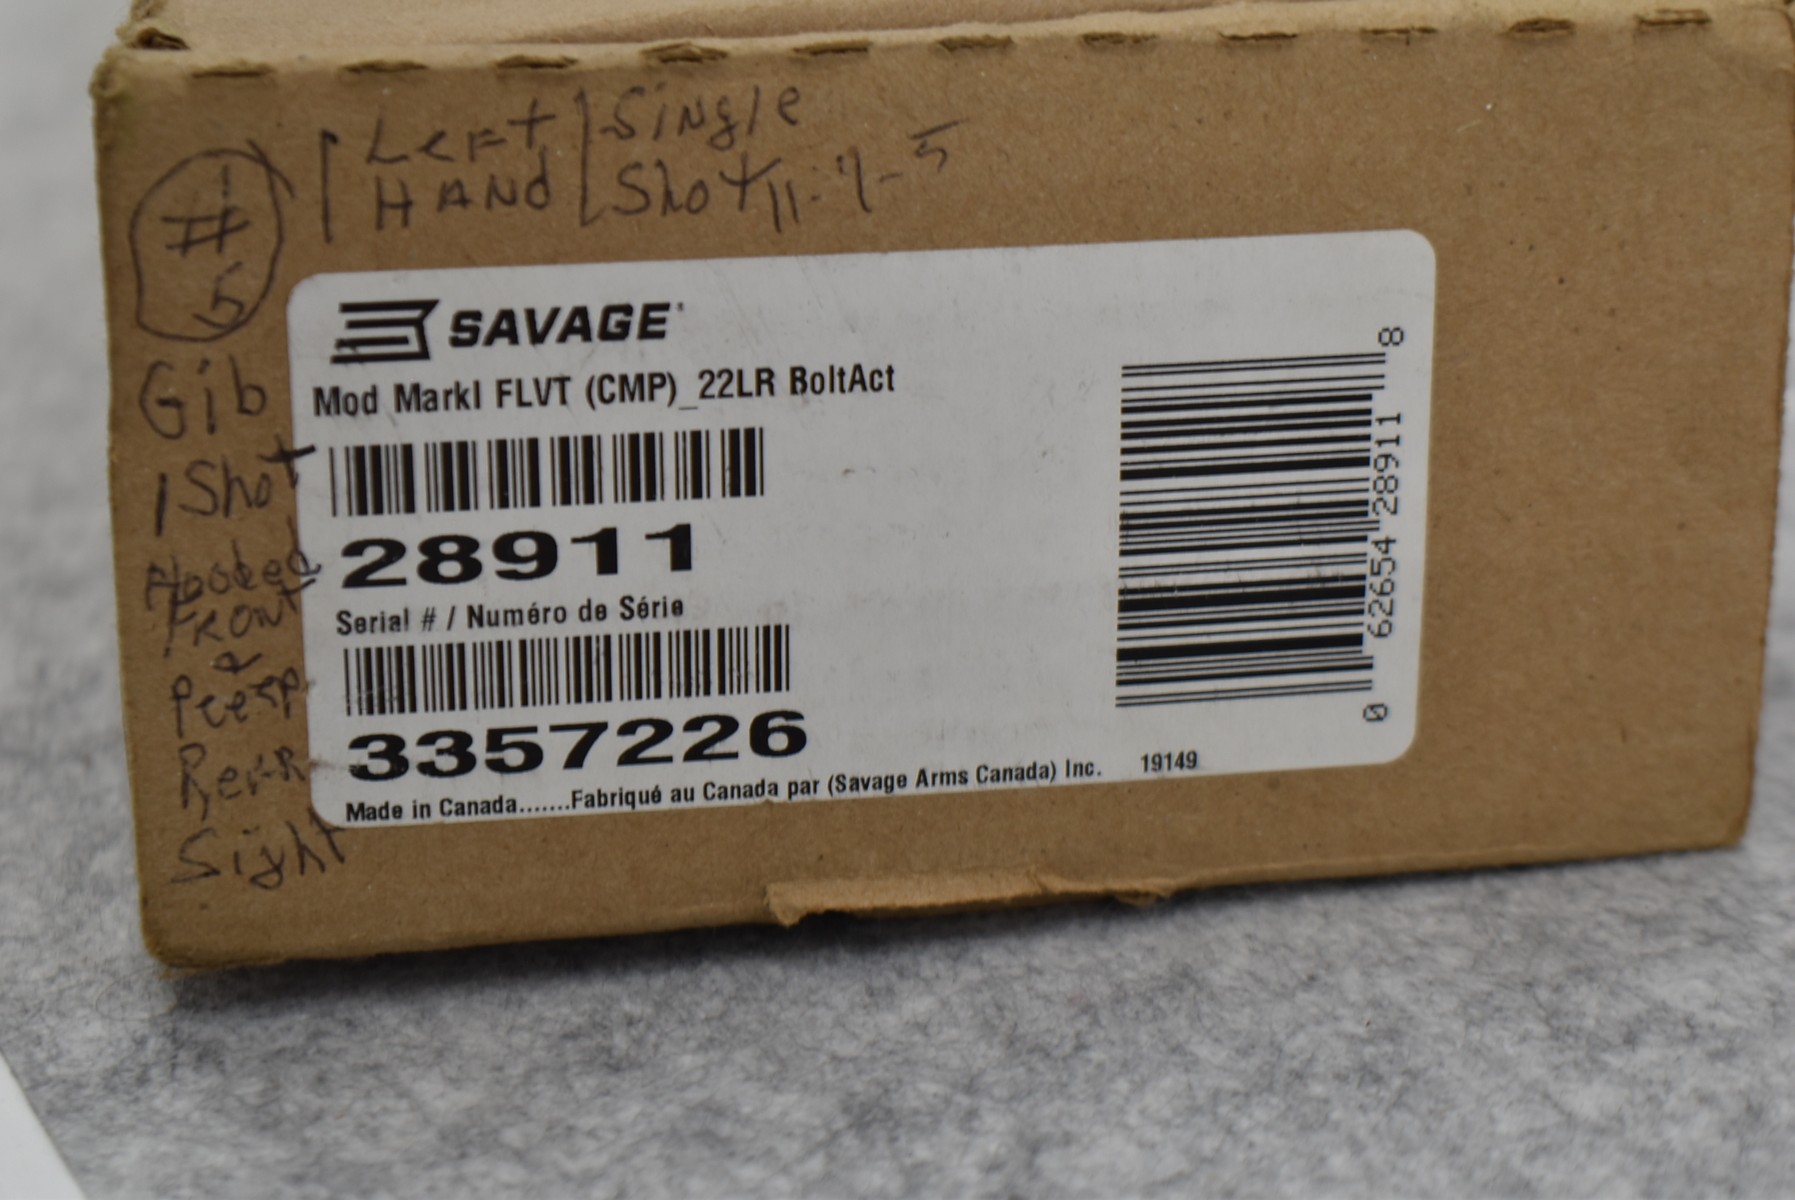 Left Single
HAND Shot 11-7-5
#
5
Gib
1 Shot
Hooded
FRONT
&
Peep
Rear
Sight
SAVAGE
Mod MarkI FLVT (CMP)_22LR BoltAct
28911
Serial # / Numéro de Série
3357226
Made in Canada.......Fabriqué au Canada par (Savage Arms Canada) Inc. 19149
0 62654 28911 8